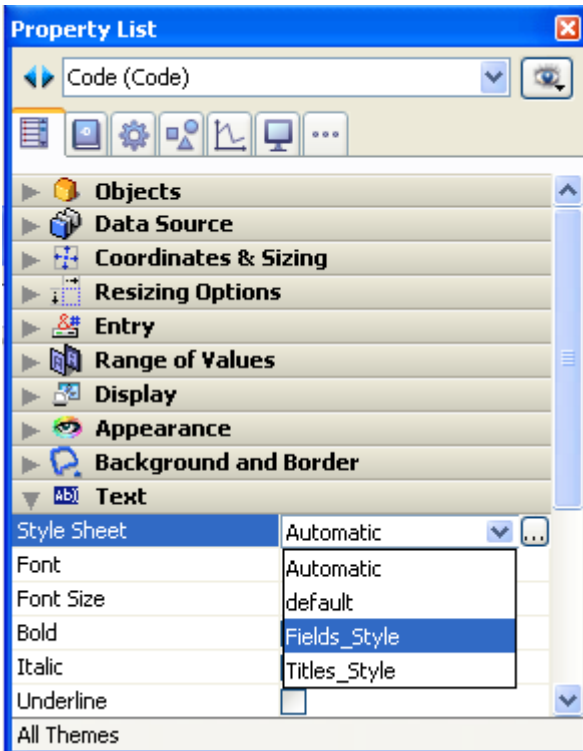 Property List
Code (Code)
Objects
Data Source
Coordinates & Sizing
Resizing Options
Entry
Range of Values
Display
Appearance
Background and Border
Text
Style Sheet Automatic ...
Font Automatic
Font Size default
Bold Fields_Style
Italic Titles_Style
Underline
All Themes